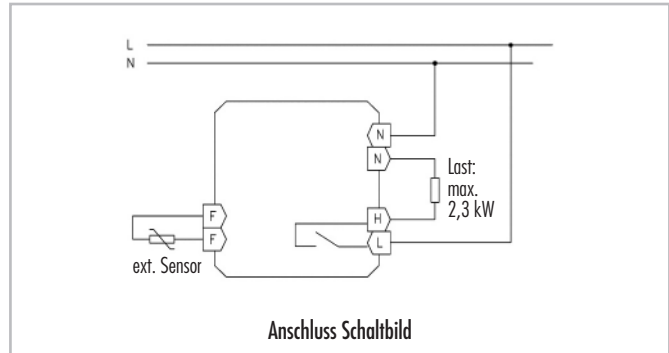 L
N
N
N
Last:
max.
2,3 kW
H
L
F
F
ext. Sensor
Anschluss Schaltbild